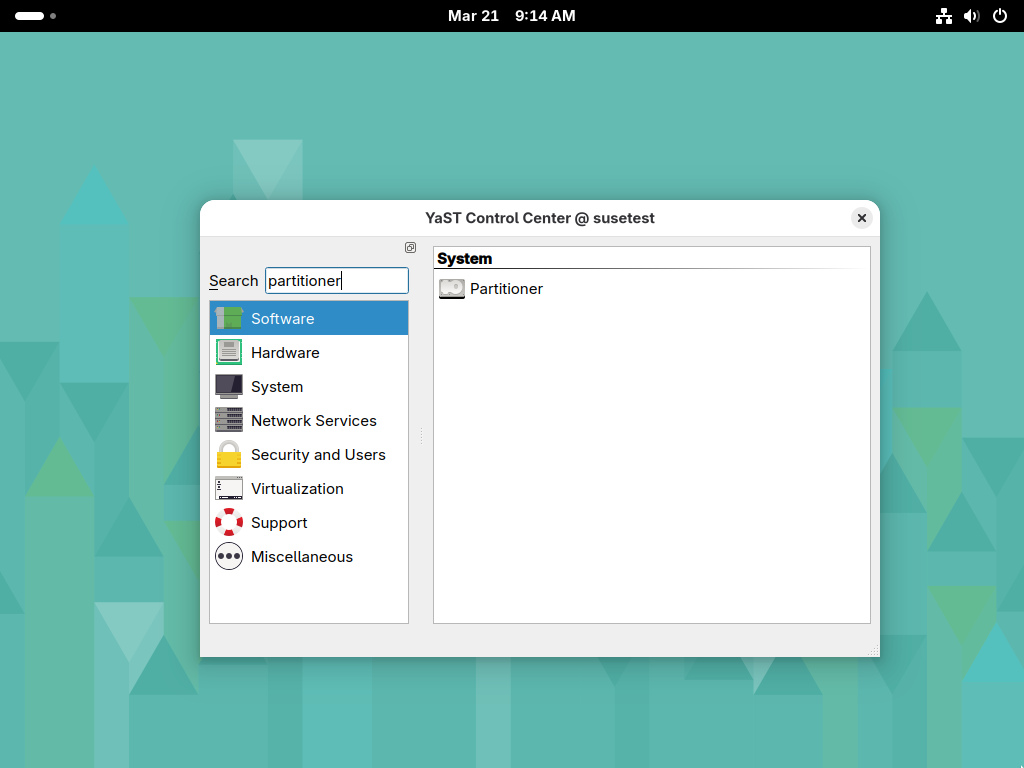 Mar 21 9:14 AM
YaST Control Center @ susetest
Search partitioner
Software
Hardware
System
Network Services
Security and Users
Virtualization
Support
Miscellaneous
System
Partitioner